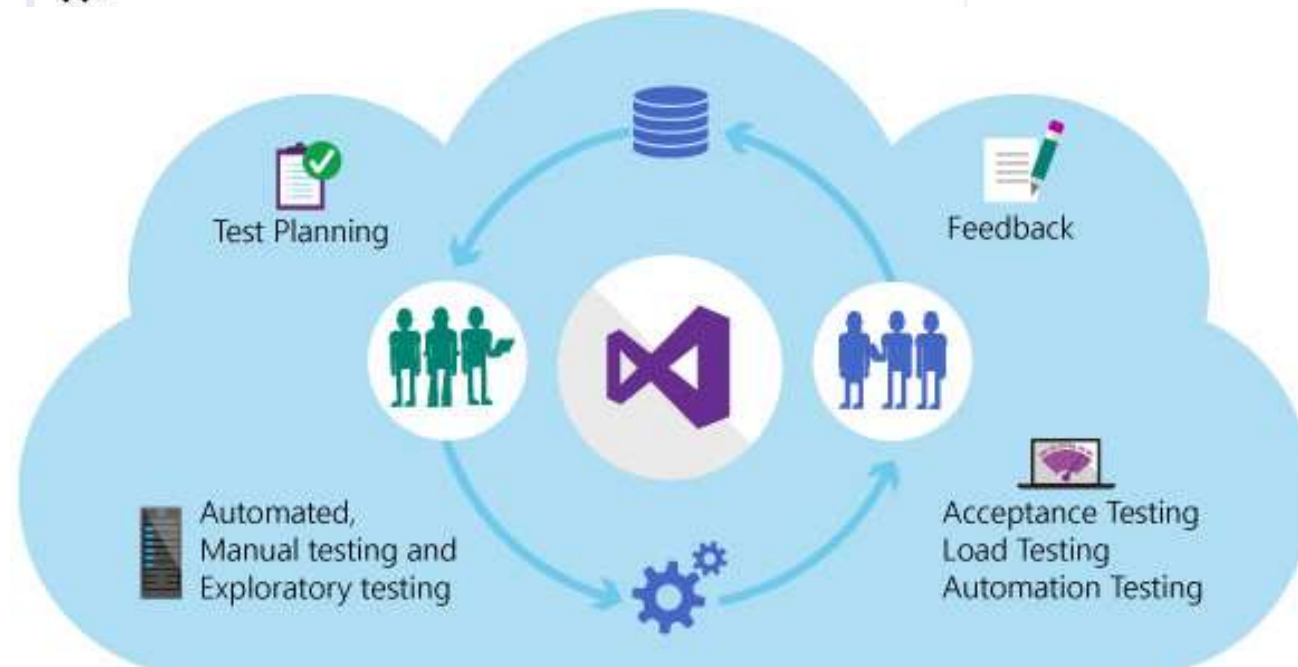 Test Planning
Feedback
Automated,
Manual testing and
Exploratory testing
Acceptance Testing
Load Testing
Automation Testing